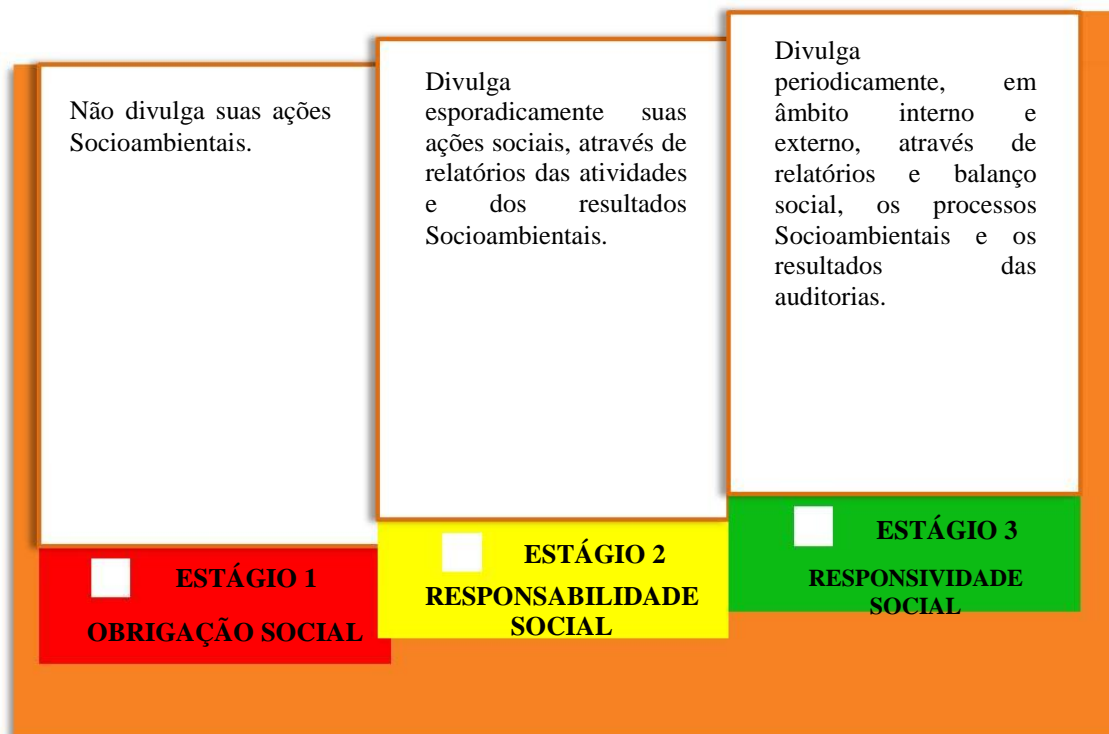 Não divulga suas ações
Socioambientais.
ESTÁGIO 1
OBRIGAÇÃO SOCIAL
Divulga
esporadicamente suas
ações sociais, através de
relatórios das atividades
e dos resultados
Socioambientais.
ESTÁGIO 2
RESPONSABILIDADE
SOCIAL
Divulga
periodicamente, em
âmbito interno e
externo, através de
relatórios e balanço
social, os processos
Socioambientais e os
resultados das
auditorias.
ESTÁGIO 3
RESPONSIVIDADE
SOCIAL